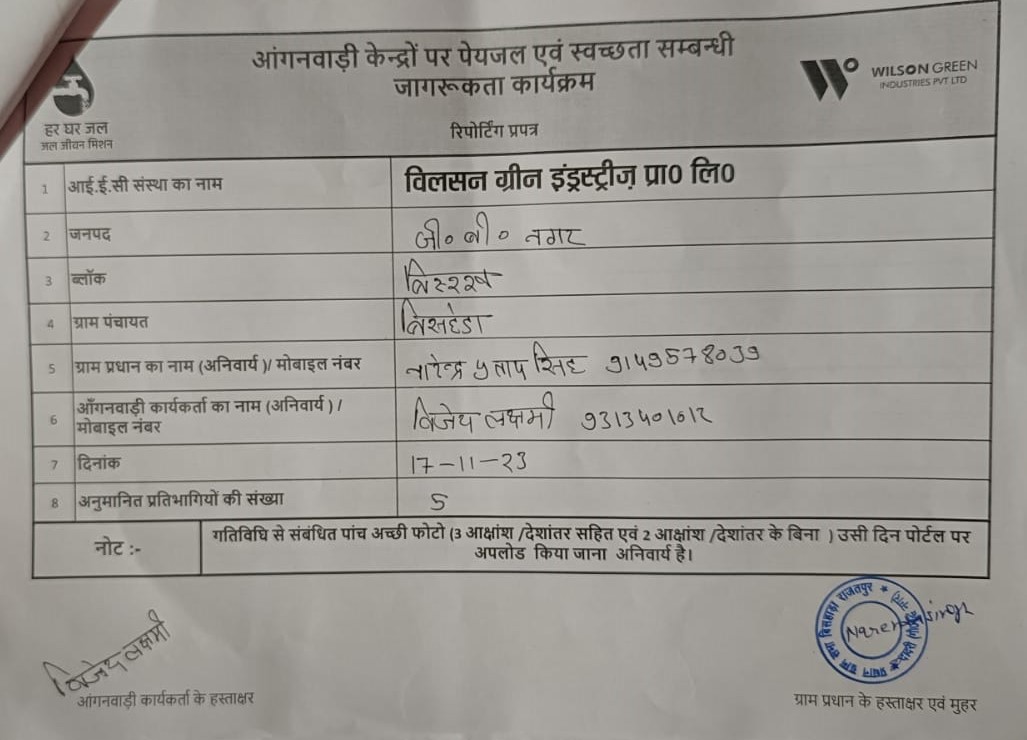 आंगनवाड़ी केन्द्रों पर पेयजल एवं स्वच्छता सम्बन्धी
जागरूकता कार्यक्रम
रिपोर्टिंग प्रपत्र
हर घर जल
जल जीवन मिशन
WILSON GREEN
INDUSTRIES PVT LTD
1 आई.ई.सी संस्था का नाम विलसन ग्रीन इंड्रस्ट्रीज़ प्रा0 लि0
2 जनपद जी० बी० नगर
3 ब्लॉक
4 ग्राम पंचायत बिसहेडा
5 ग्राम प्रधान का नाम (अनिवार्य )/ मोबाइल नंबर नारेन्द्र प्रताप सिंह 9149578039
6 आँगनवाड़ी कार्यकर्ता का नाम (अनिवार्य ) /
मोबाइल नंबर विजेय लक्षमी 9313401612
7 दिनांक 17-11-23
8 अनुमानित प्रतिभागियों की संख्या 5
नोट :- गतिविधि से संबंधित पांच अच्छी फोटो (3 आक्षांश /देशांतर सहित एवं 2 आक्षांश /देशांतर के बिना ) उसी दिन पोर्टल पर
अपलोड किया जाना अनिवार्य है।
विजेय लक्षमी
आंगनवाड़ी कार्यकर्ता के हस्ताक्षर
singh
ग्राम प्रधान के हस्ताक्षर एवं मुहर